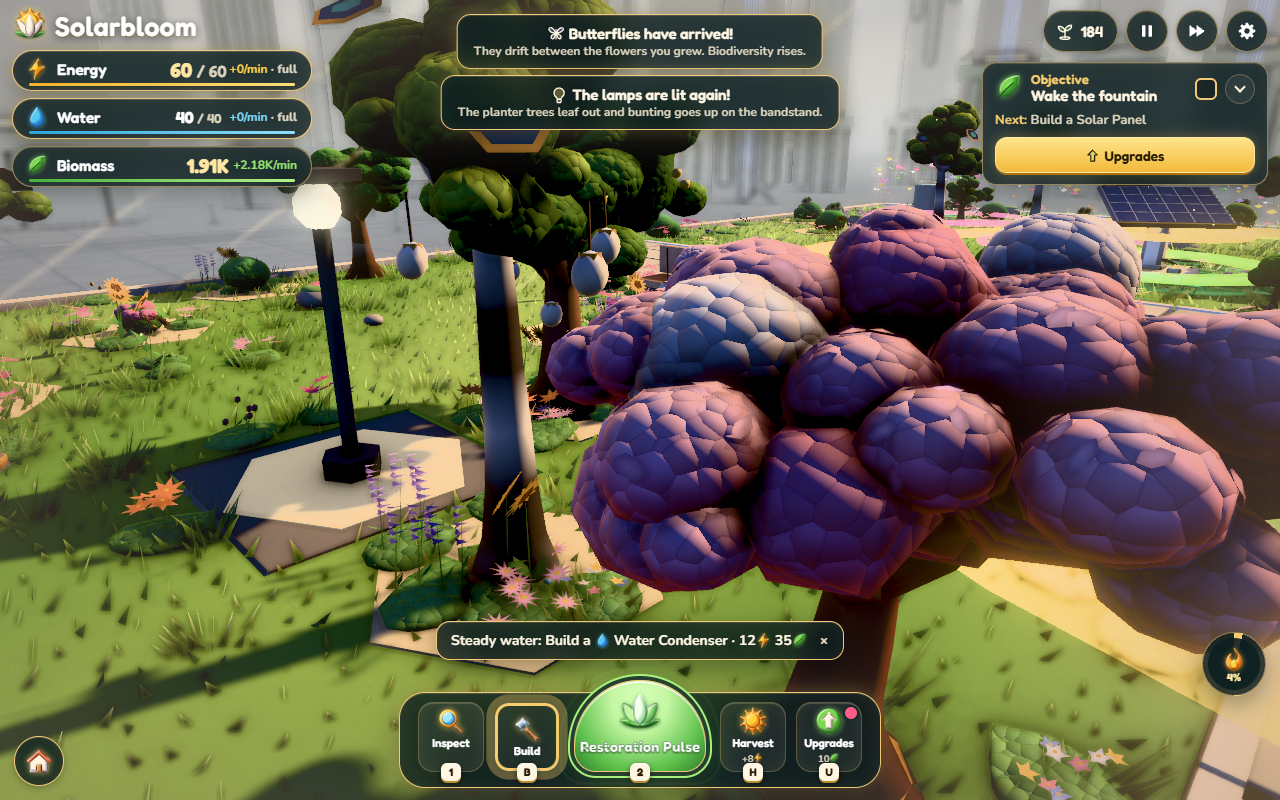 Solarbloom
Energy 60 / 60 +0/min · full
Water 40 / 40 +0/min · full
Biomass 1.91K +2.18K/min
Butterflies have arrived!
They drift between the flowers you grew. Biodiversity rises.
The lamps are lit again!
The planter trees leaf out and bunting goes up on the bandstand.
184
Objective
Wake the fountain
Next: Build a Solar Panel
Upgrades
4%
Steady water: Build a Water Condenser · 12 35 ×
Inspect
1
Build
B
Restoration Pulse
2
Harvest
+8
H
Upgrades
10
U